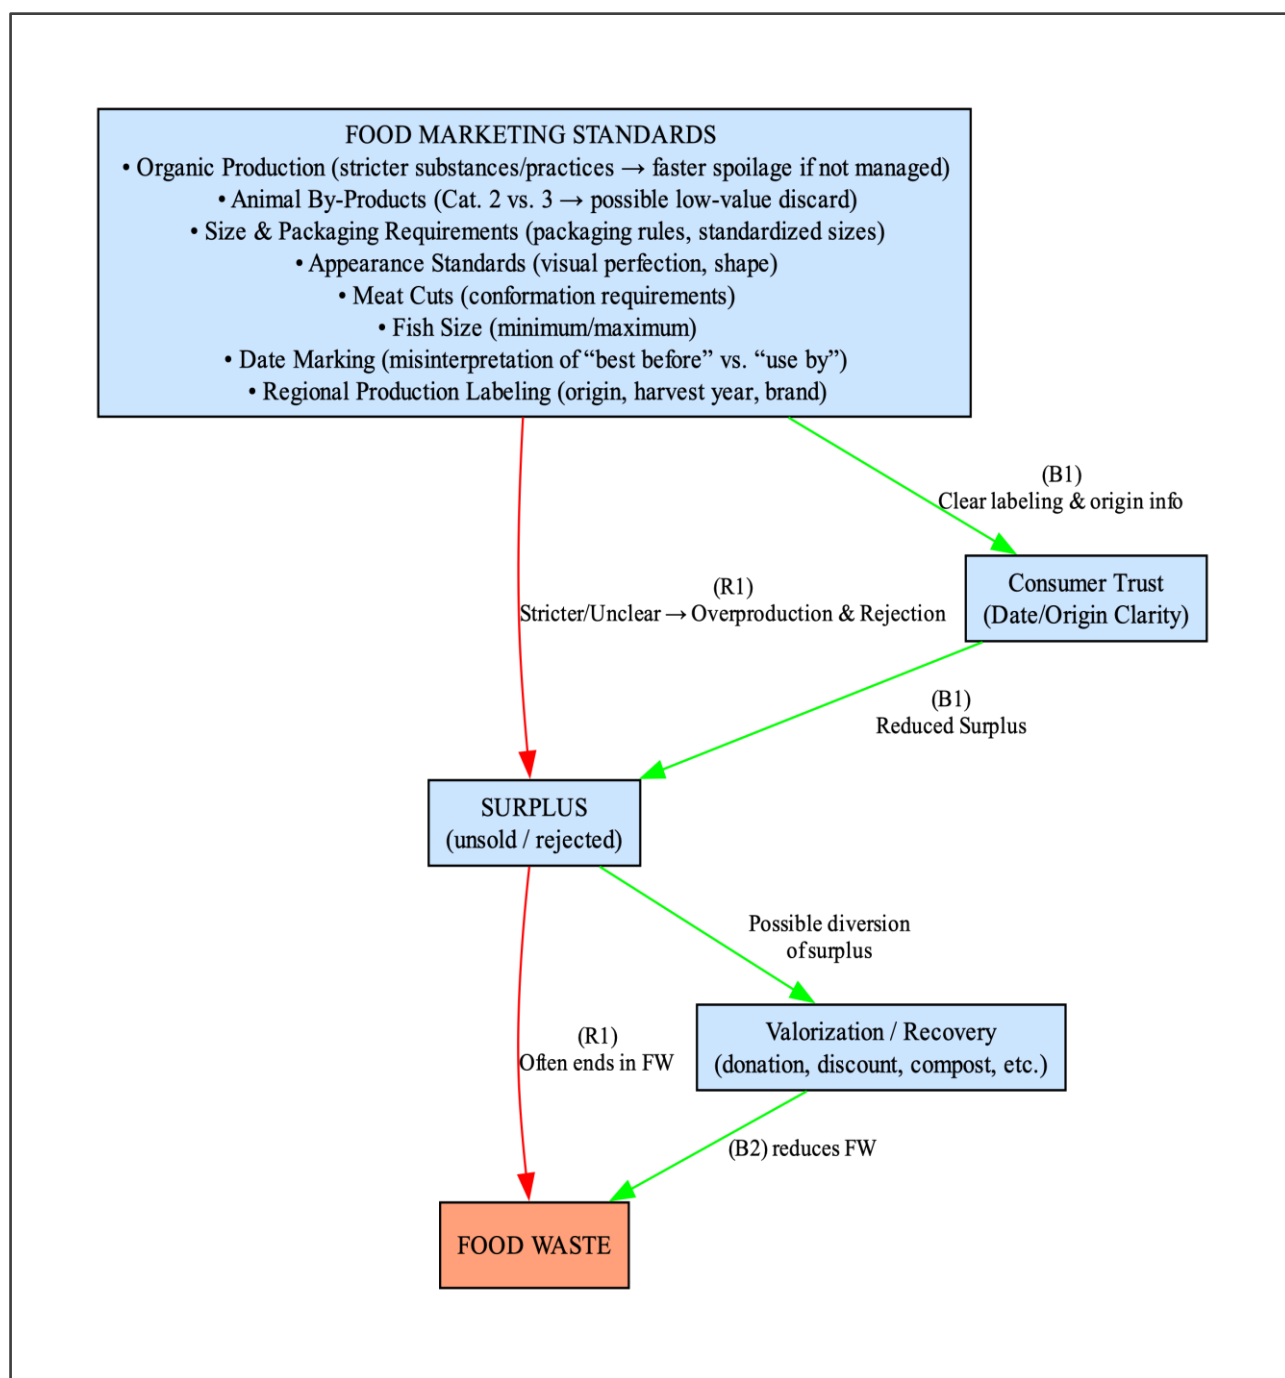 FOOD MARKETING STANDARDS
• Organic Production (stricter substances/practices → faster spoilage if not managed)
• Animal By-Products (Cat. 2 vs. 3 → possible low-value discard)
• Size & Packaging Requirements (packaging rules, standardized sizes)
• Appearance Standards (visual perfection, shape)
• Meat Cuts (conformation requirements)
• Fish Size (minimum/maximum)
• Date Marking (misinterpretation of “best before” vs. “use by”)
• Regional Production Labeling (origin, harvest year, brand)
(B1)
Clear labeling & origin info
Consumer Trust
(Date/Origin Clarity)
(R1)
Stricter/Unclear → Overproduction & Rejection
(B1)
Reduced Surplus
SURPLUS
(unsold / rejected)
Possible diversion
of surplus
Valorization / Recovery
(donation, discount, compost, etc.)
(R1)
Often ends in FW
(B2) reduces FW
FOOD WASTE